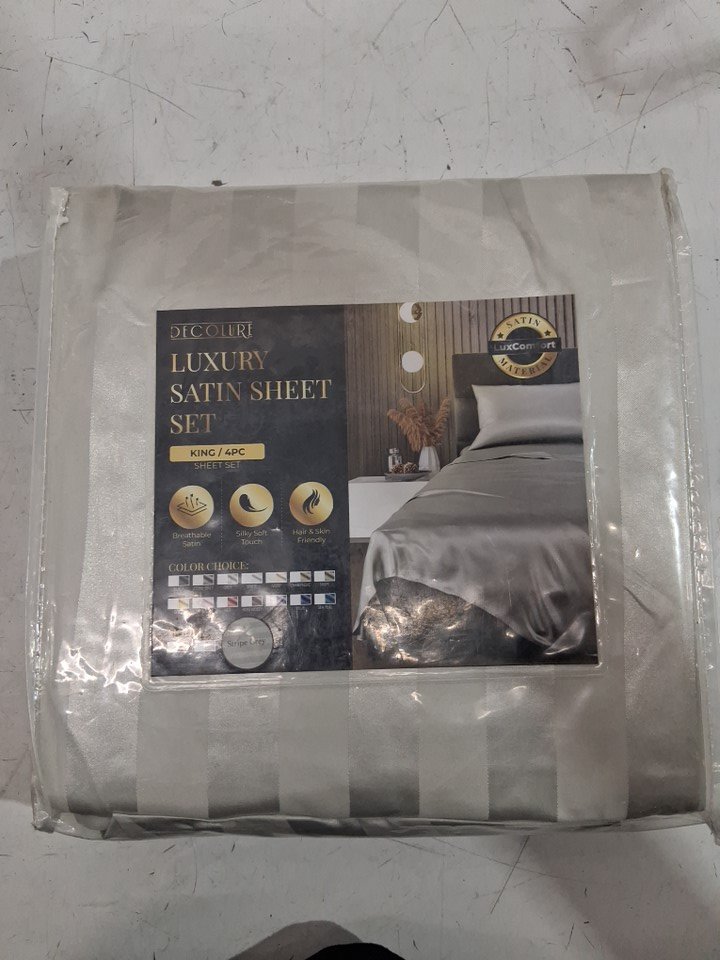 DECOLURE
LUXURY
SATIN SHEET
SET
KING / 4PC
SHEET SET
Breathable
Satin
Silky Soft
Touch
Hair & Skin
Friendly
COLOR CHOICE:
Stripe Grey
SATIN
LuxComfort
MATERIAL